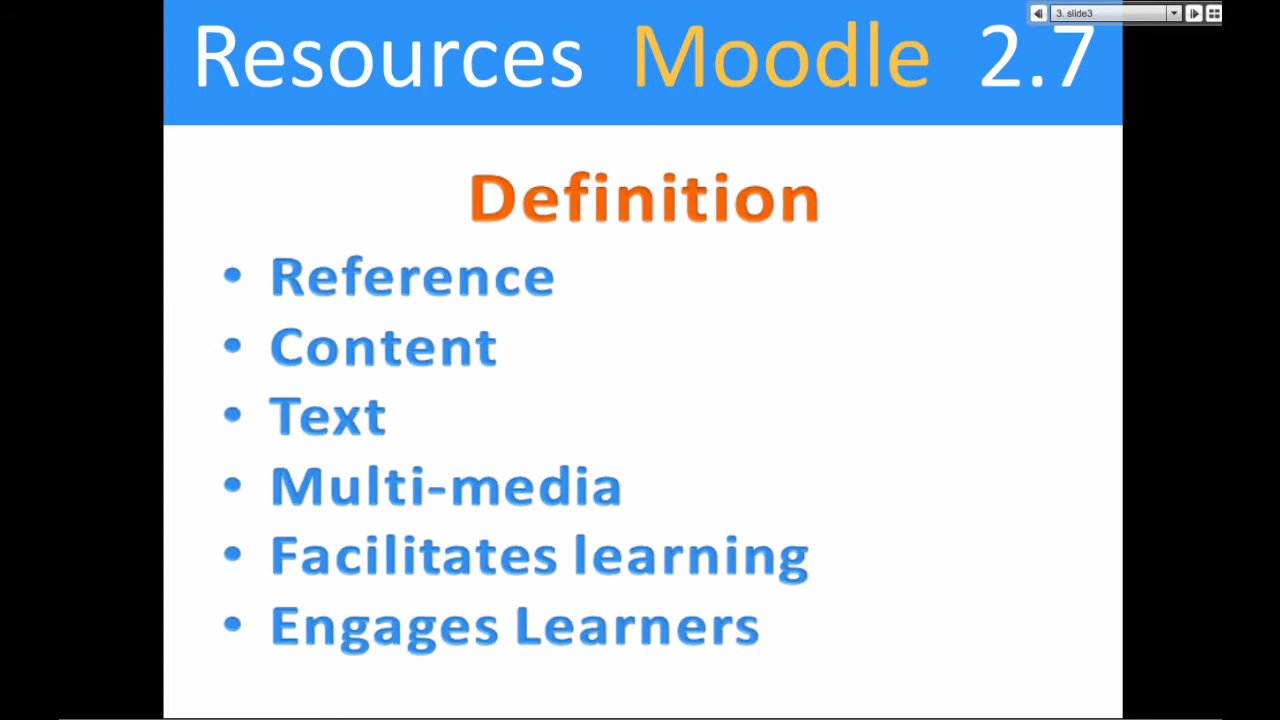 3. slide3
Resources Moodle 2.7
Definition
• Reference
• Content
• Text
• Multi-media
• Facilitates learning
• Engages Learners